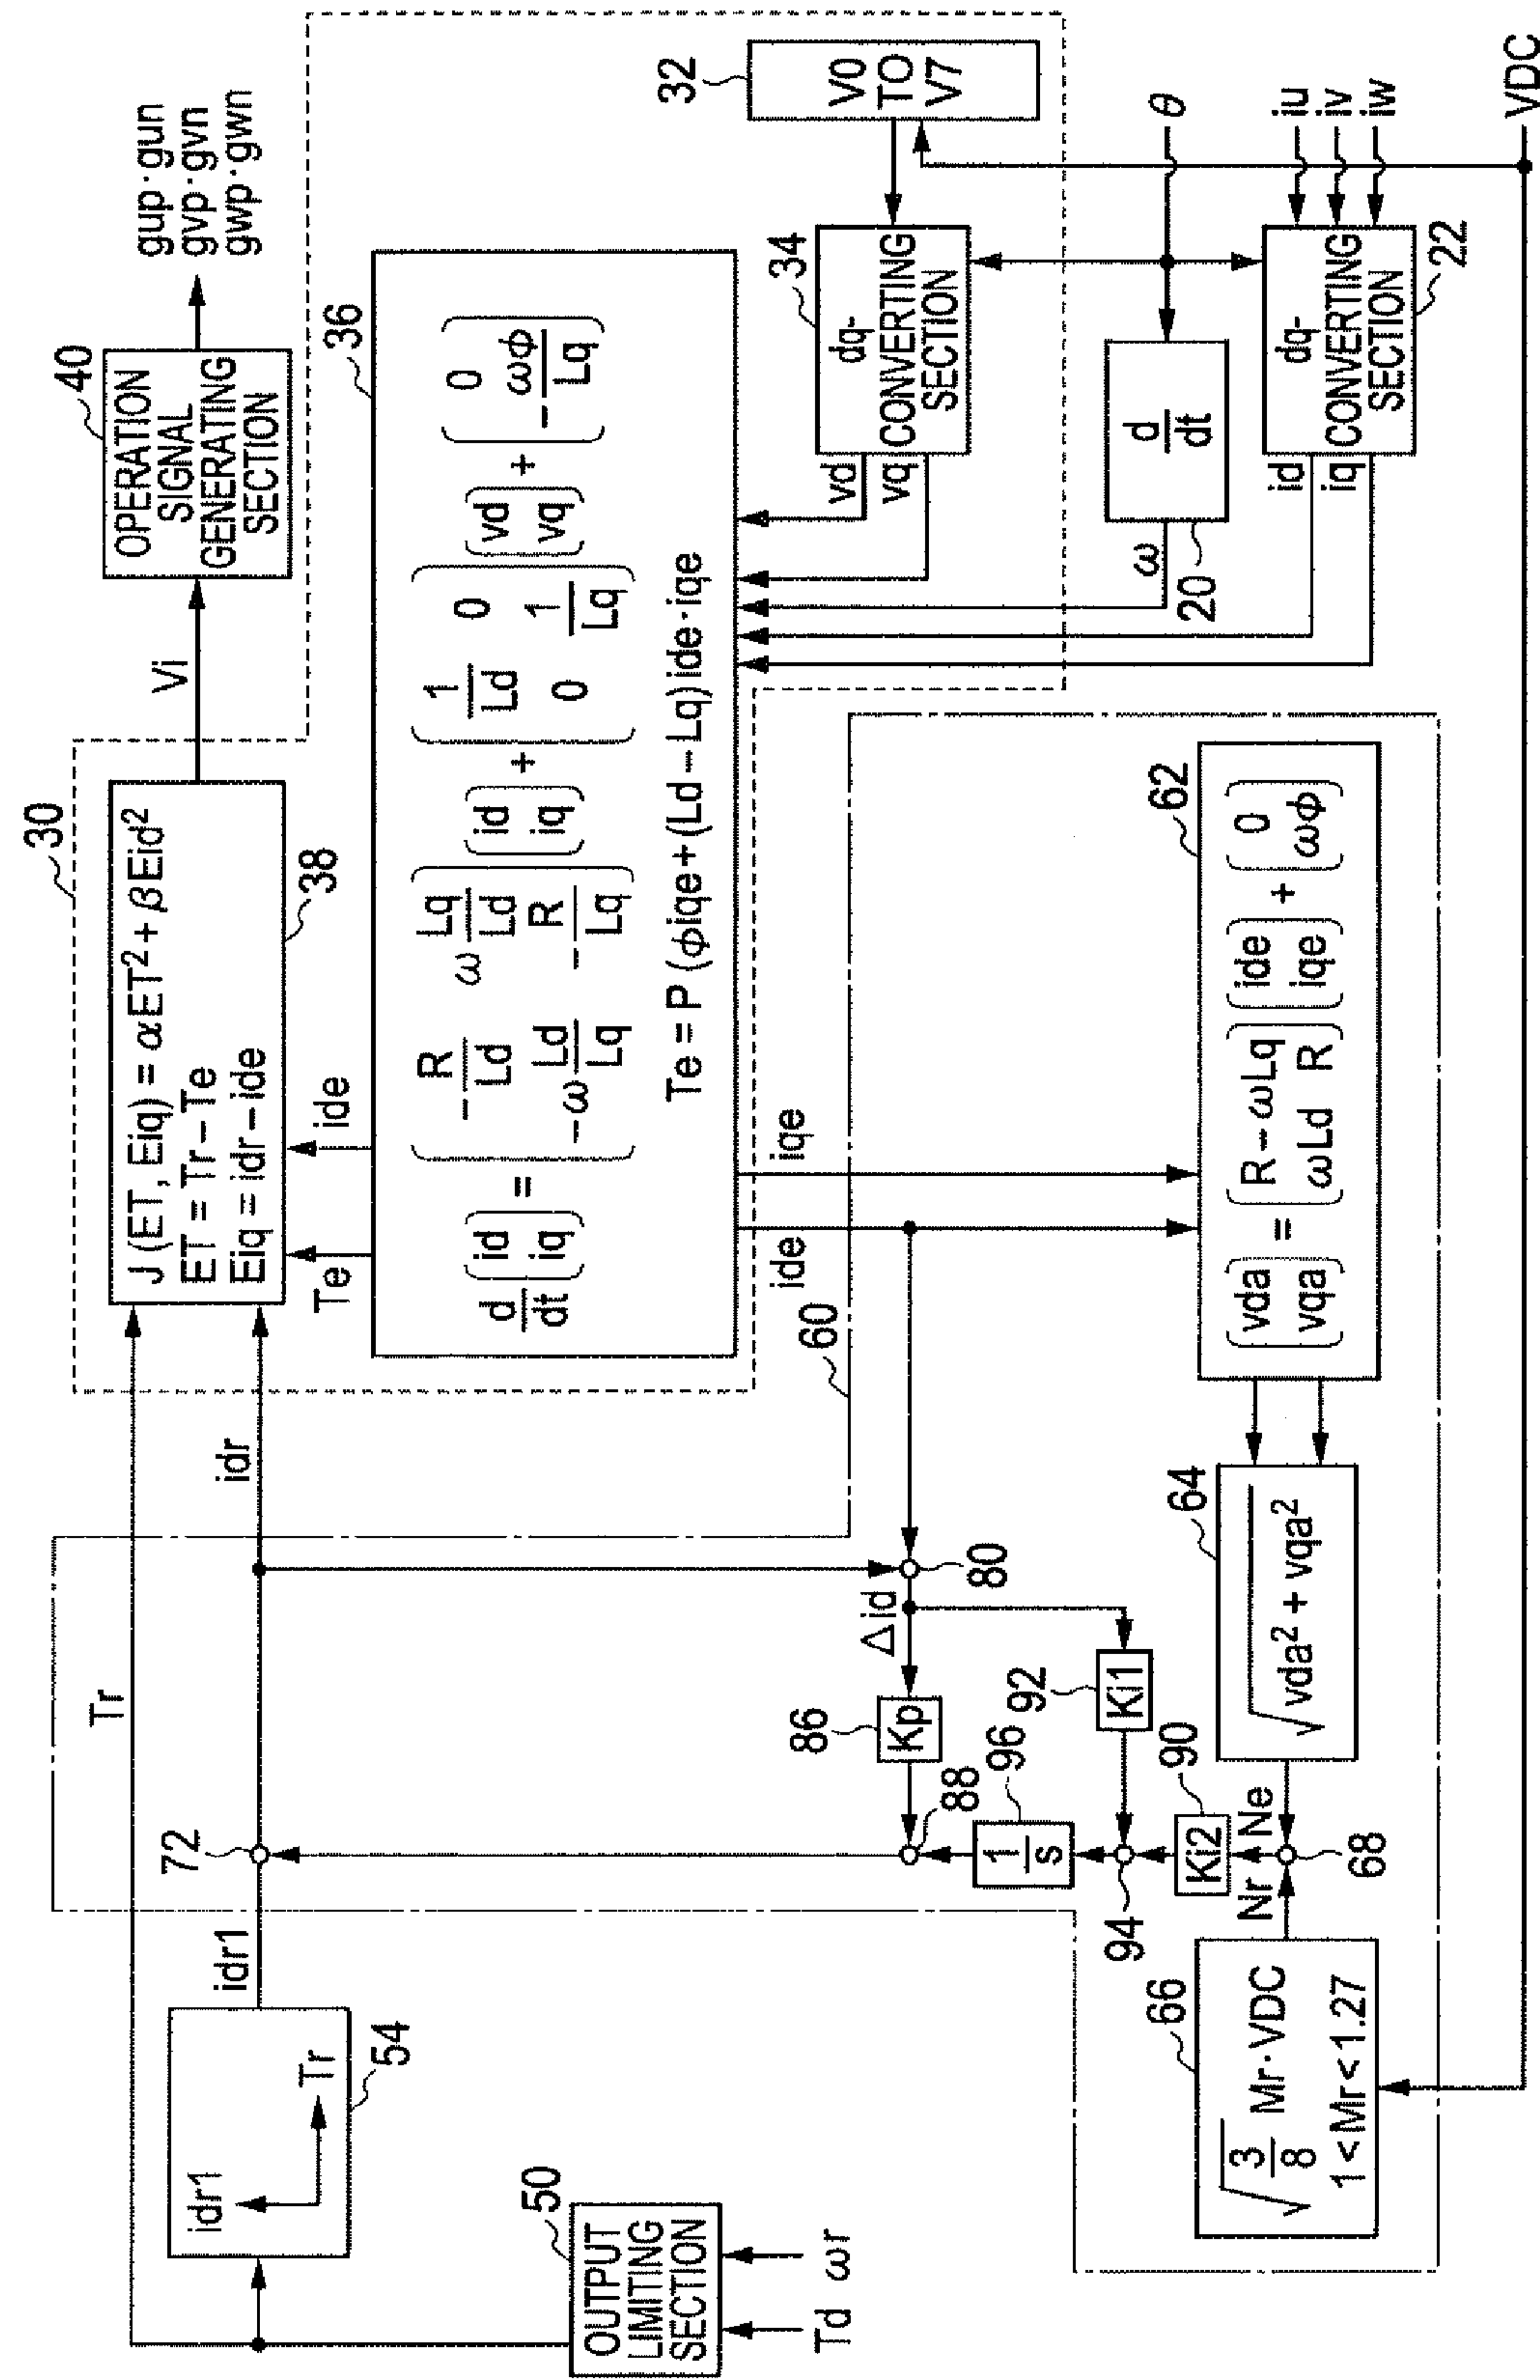 Tr
idr1
Tr
54
idr1
72
idr
30
J (ET, Eiq) = αET² + βEid²
ET = Tr − Te
Eiq = idr − ide
38
Vi
40
OPERATION
SIGNAL
GENERATING
SECTION
gup·gun
gvp·gvn
gwp·gwn
Te
ide
36
d/dt (id iq) = (−R/Ld ωLq/Ld −ωLd/Lq −R/Lq) (id iq) + (1/Ld 0 0 1/Lq) (vd vq) + (0 −ωϕ/Lq)
Te = P (ϕiqe + (Ld − Lq) ide·iqe
32
V0
TO
V7
34
dq-
CONVERTING
SECTION
vd
vq
θ
d/dt
ω
20
iu
iv
iw
dq-
CONVERTING
SECTION
22
id
iq
VDC
50
OUTPUT
LIMITING
SECTION
Td
ωr
60
ide
iqe
80
Δid
86
Kp
88
92
Ki1
96
1/s
94
90
Ki2
Nr
Ne
68
66
√3/8 Mr·VDC
1 < Mr < 1.27
64
√vda² + vqa²
62
(vda vqa) = (R −ωLq ωLd R) (ide iqe) + (0 ωϕ)